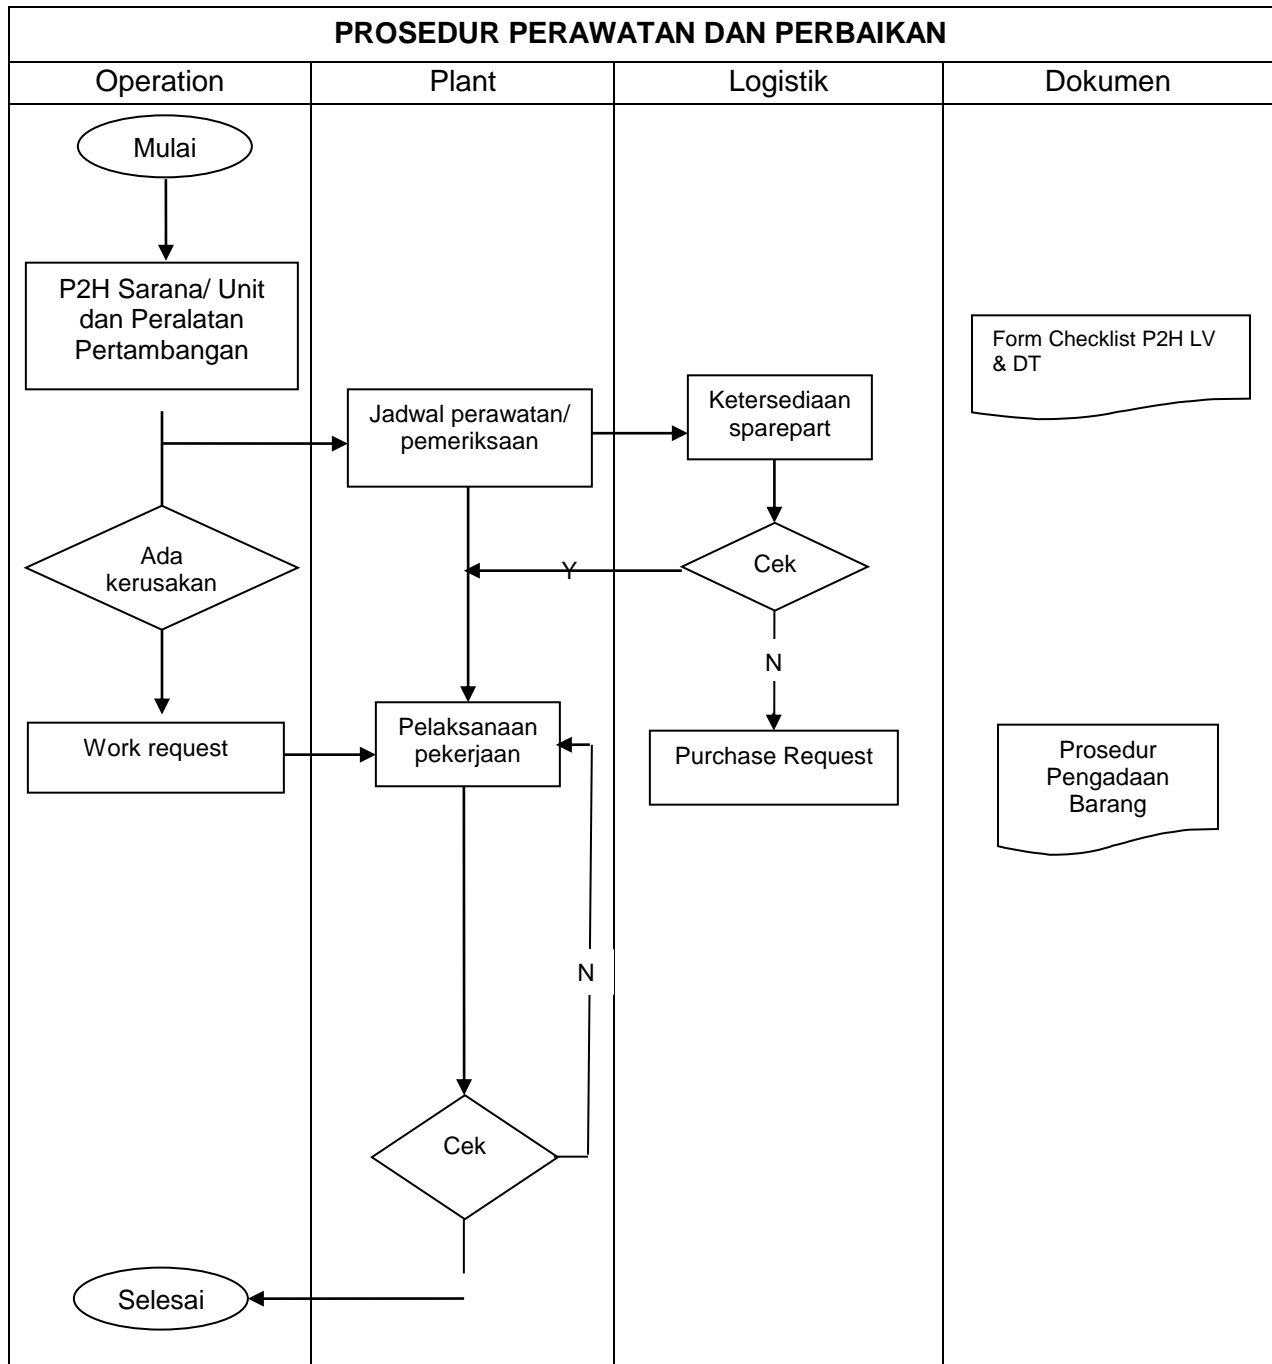 PROSEDUR PERAWATAN DAN PERBAIKAN
Operation
Plant
Logistik
Dokumen
Mulai
P2H Sarana/ Unit
dan Peralatan
Pertambangan
Form Checklist P2H LV
& DT
Jadwal perawatan/
pemeriksaan
Ketersediaan
sparepart
Ada
kerusakan
Y
Cek
N
Work request
Pelaksanaan
pekerjaan
Purchase Request
Prosedur
Pengadaan
Barang
N
Cek
Selesai